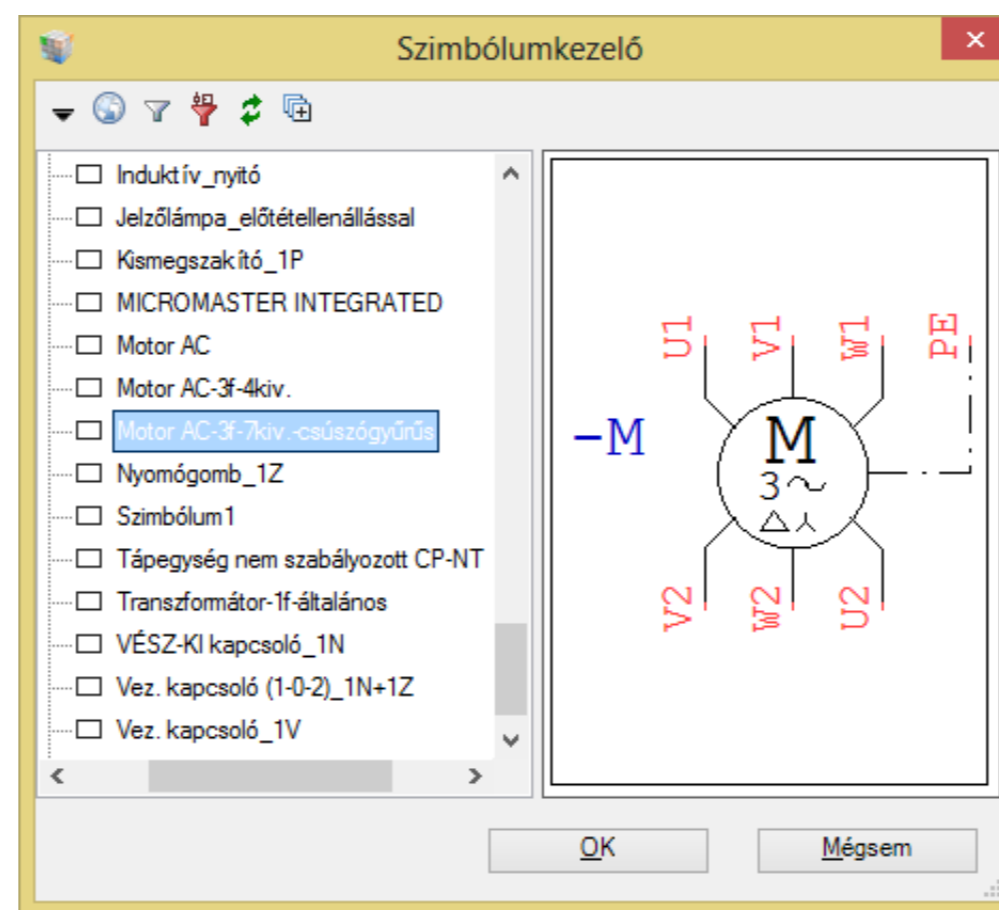 Szimbólumkezelő
Induktív_nyitó
Jelzőlámpa_előtétellenállással
Kismegszakító_1P
MICROMASTER INTEGRATED
Motor AC
Motor AC-3f-4kiv.
Motor AC-3f-7kiv.-csúszógyűrűs
Nyomógomb_1Z
Szimbólum1
Tápegység nem szabályozott CP-NT
Transzformátor-1f-általános
VÉSZ-KI kapcsoló_1N
Vez. kapcsoló (1-0-2)_1N+1Z
Vez. kapcsoló_1V
U1 V1 W1 PE
-M
M
3~
V2 W2 U2
OK Mégsem